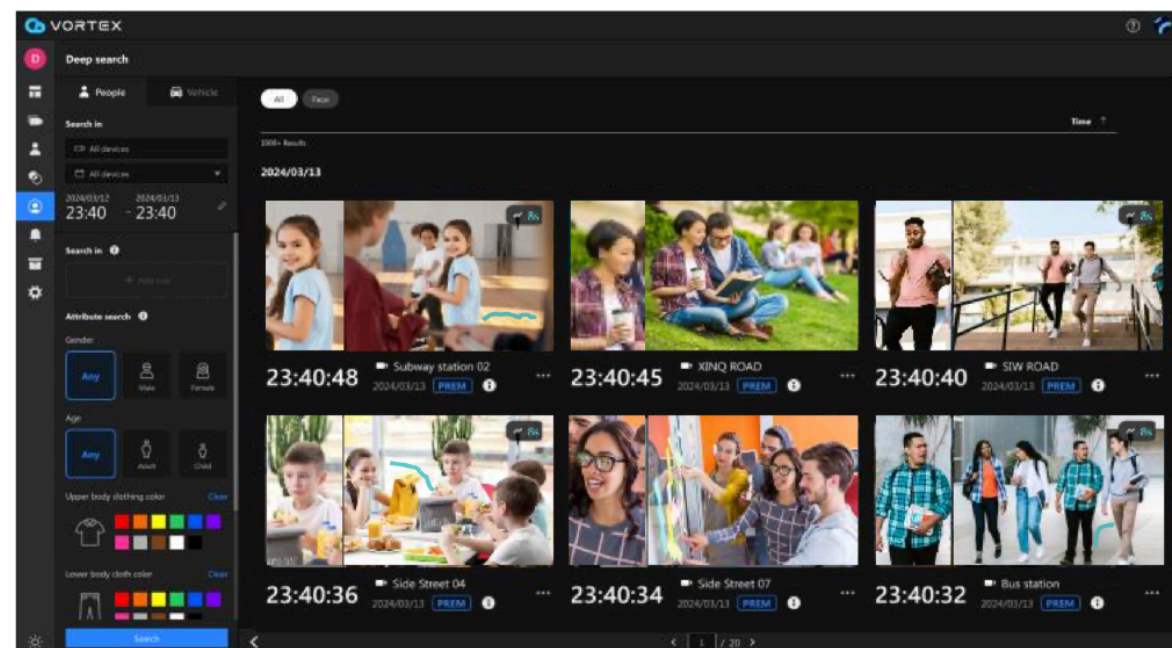 VORTEX
D
Deep search
People
Vehicle
All
Face
Search in
Time ↑
All devices
1000+ Results
All devices
2024/03/13
2024/03/12
2024/03/13
23:40 - 23:40
Search in
+ Add
Attribute search
Gender
Any
Male
Female
Age
Any
Adult
Child
Upper body clothing color
Clear
Lower body cloth color
Clear
Search
23:40:48
Subway station 02
2024/03/13 PREM
23:40:45
XINQ ROAD
2024/03/13 PREM
23:40:40
SIW ROAD
2024/03/13 PREM
23:40:36
Side Street 04
2024/03/13 PREM
23:40:34
Side Street 07
2024/03/13 PREM
23:40:32
Bus station
2024/03/13 PREM
< 1 / 20 >